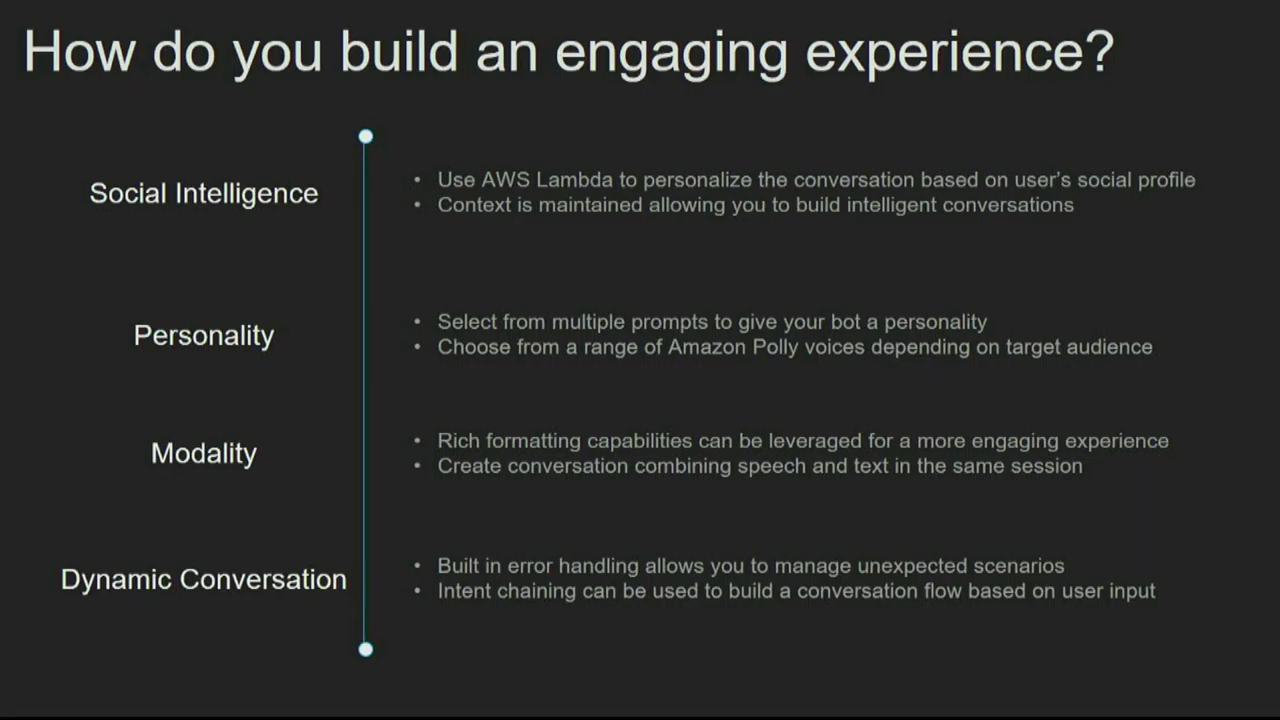 How do you build an engaging experience?
Social Intelligence
• Use AWS Lambda to personalize the conversation based on user’s social profile
• Context is maintained allowing you to build intelligent conversations
Personality
• Select from multiple prompts to give your bot a personality
• Choose from a range of Amazon Polly voices depending on target audience
Modality
• Rich formatting capabilities can be leveraged for a more engaging experience
• Create conversation combining speech and text in the same session
Dynamic Conversation
• Built in error handling allows you to manage unexpected scenarios
• Intent chaining can be used to build a conversation flow based on user input